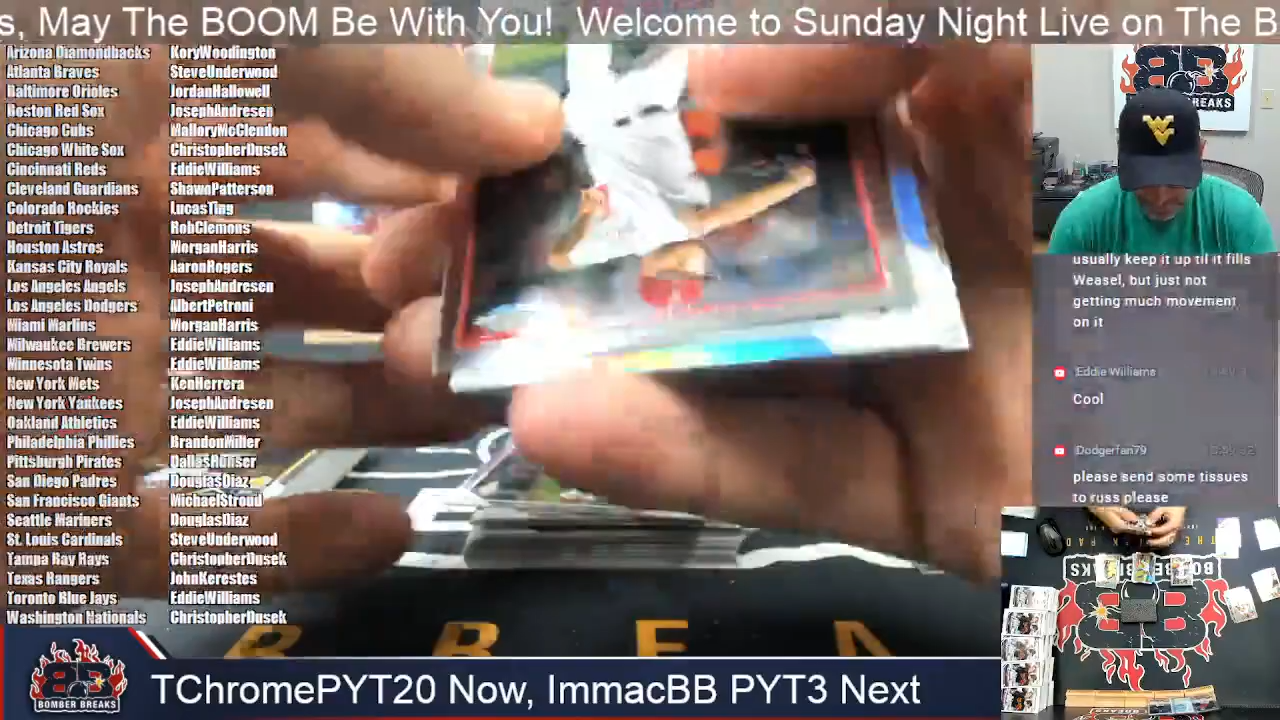 s, May The BOOM Be With You!  Welcome to Sunday Night Live on The B
Arizona Diamondbacks KoryWoodington
Atlanta Braves SteveUnderwood
Baltimore Orioles JordanHallowell
Boston Red Sox JosephAndresen
Chicago Cubs MalloryMcClendon
Chicago White Sox ChristopherDusek
Cincinnati Reds EddieWilliams
Cleveland Guardians ShawnPatterson
Colorado Rockies LucasTing
Detroit Tigers RobClemons
Houston Astros MorganHarris
Kansas City Royals AaronRogers
Los Angeles Angels JosephAndresen
Los Angeles Dodgers AlbertPetroni
Miami Marlins MorganHarris
Milwaukee Brewers EddieWilliams
Minnesota Twins EddieWilliams
New York Mets KenHerrera
New York Yankees JosephAndresen
Oakland Athletics EddieWilliams
Philadelphia Phillies BrandonMiller
Pittsburgh Pirates
San Diego Padres DouglasDiaz
San Francisco Giants MichaelStroud
Seattle Mariners DouglasDiaz
St. Louis Cardinals SteveUnderwood
Tampa Bay Rays ChristopherDusek
Texas Rangers JohnKerestes
Toronto Blue Jays EddieWilliams
Washington Nationals ChristopherDusek
BREAKS
usually keep it up til it fills
Weasel, but just not
getting much movement
on it
Eddie Williams
Cool
Dodgerfan79
please send some tissues
to russ please
B R E A
BOMBER BREAKS
TChromePYT20 Now, ImmacBB PYT3 Next